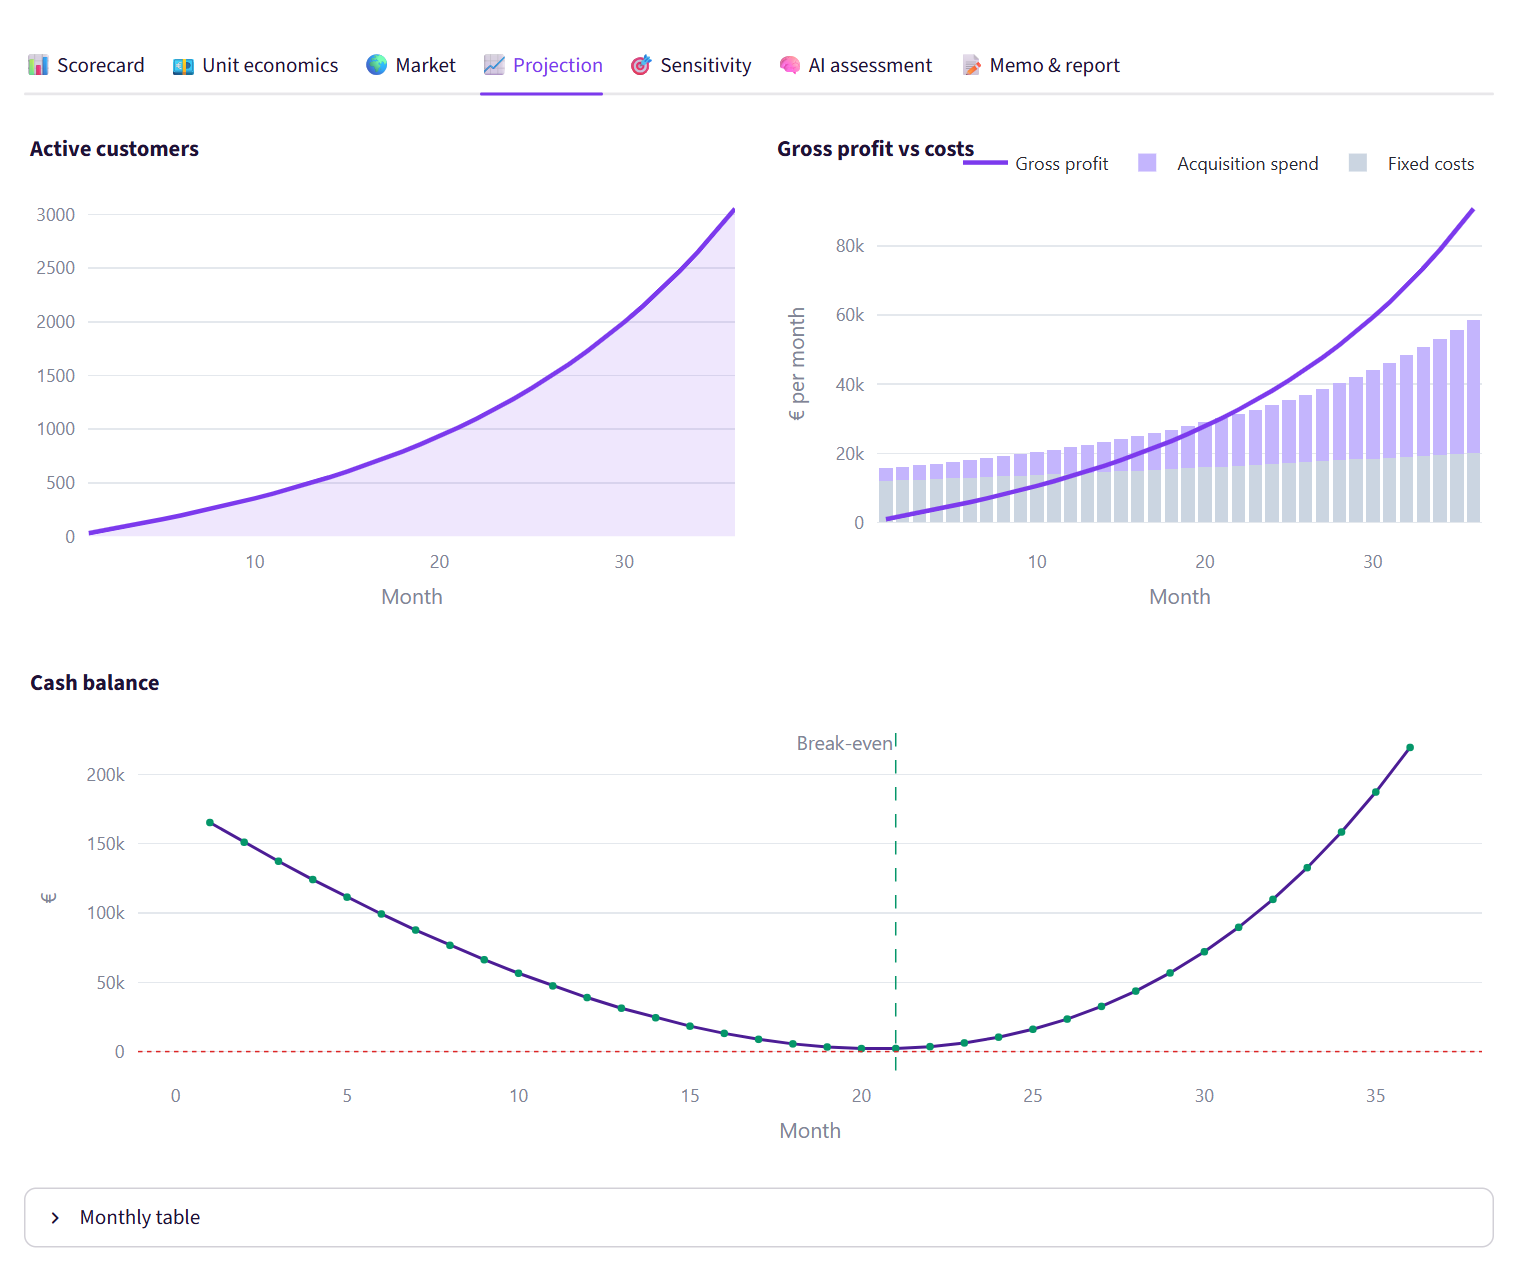 Scorecard Unit economics Market Projection Sensitivity AI assessment Memo & report
Active customers
3000
2500
2000
1500
1000
500
0
10 20 30
Month
Gross profit vs costs
Gross profit Acquisition spend Fixed costs
€ per month
80k
60k
40k
20k
0
10 20 30
Month
Cash balance
Break-even
€
200k
150k
100k
50k
0
0 5 10 15 20 25 30 35
Month
Monthly table